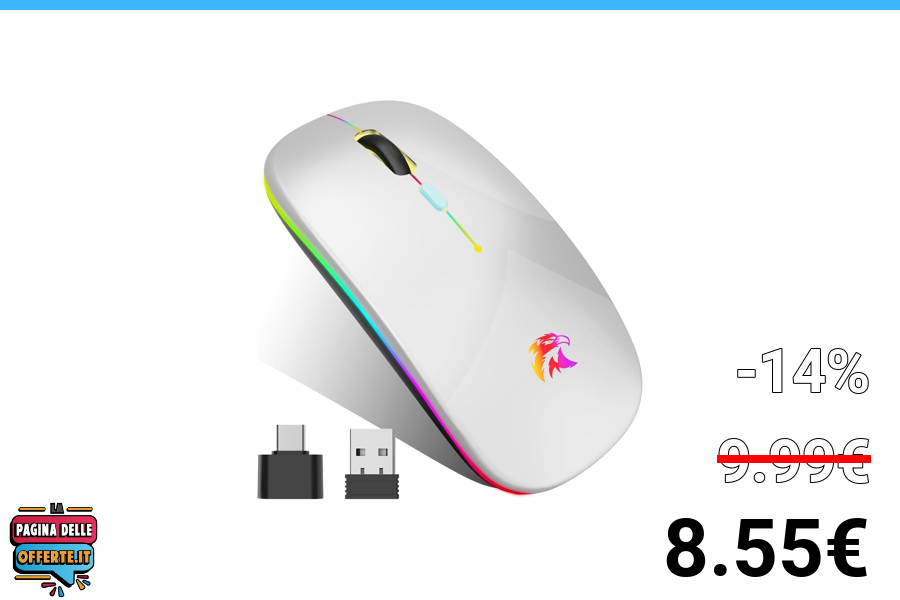 -14%
9.99€
8.55€
LA
PAGINA DELLE
OFFERTE.IT